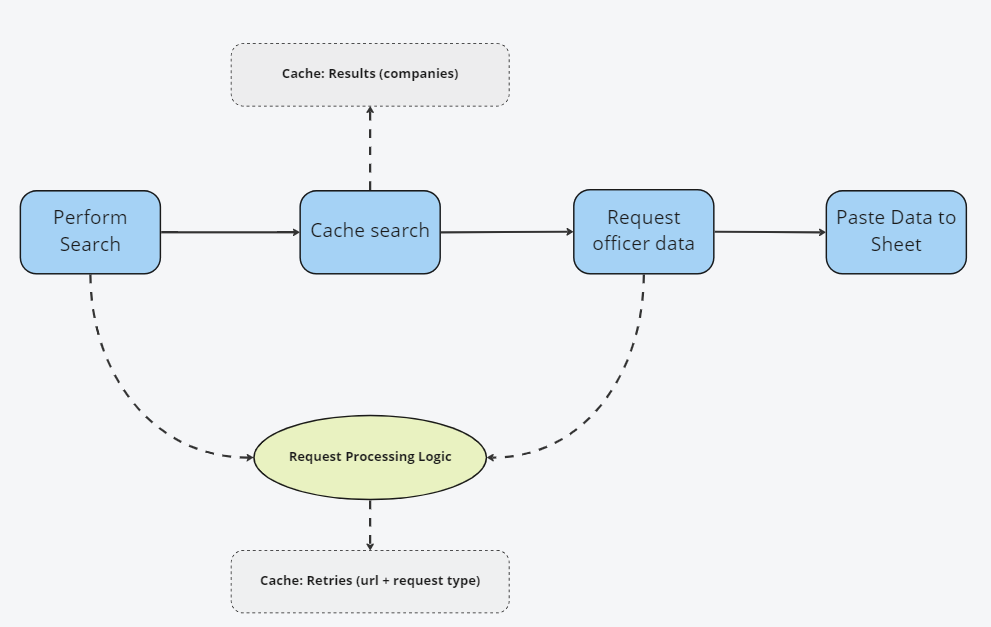 Cache: Results (companies)
Perform
Search
Cache search
Request
officer data
Paste Data to
Sheet
Request Processing Logic
Cache: Retries (url + request type)